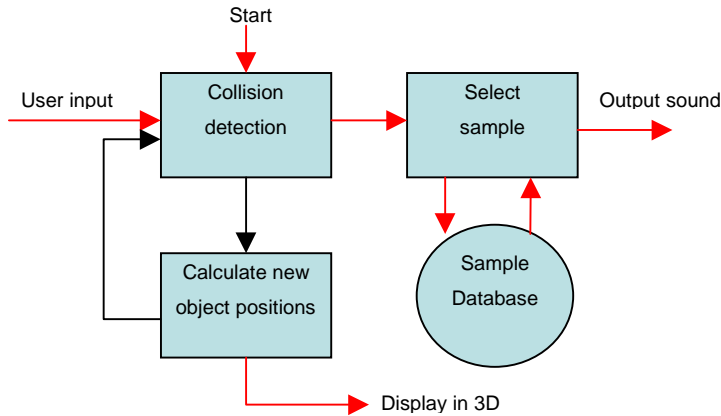 Start
User input
Collision
detection
Select
sample
Output sound
Calculate new
object positions
Sample
Database
Display in 3D